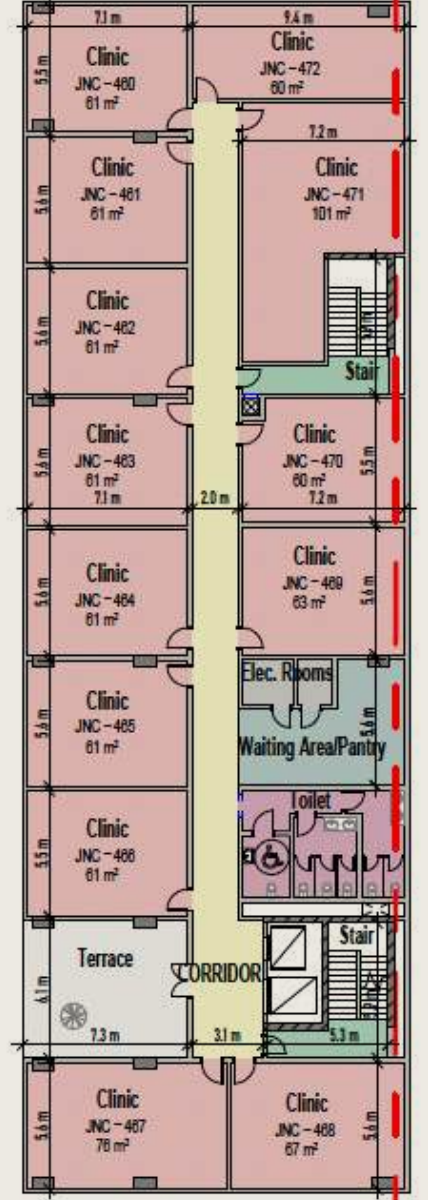 7.1 m
9.4 m
5.5 m
Clinic
JNC - 460
61 m²
Clinic
JNC - 472
60 m²
7.2 m
5.6 m
Clinic
JNC - 461
61 m²
Clinic
JNC - 471
101 m²
5.6 m
Clinic
JNC - 462
61 m²
Stair
5.6 m
Clinic
JNC - 463
61 m²
7.1 m
2.0 m
Clinic
JNC - 470
60 m²
7.2 m
5.5 m
5.6 m
Clinic
JNC - 464
61 m²
Clinic
JNC - 469
63 m²
5.6 m
Elec. Rooms
5.6 m
Clinic
JNC - 465
61 m²
Waiting Area/Pantry
5.6 m
Toilet
5.5 m
Clinic
JNC - 466
61 m²
Terrace
CORRIDOR
Stair
6.1 m
7.3 m
3.1 m
5.3 m
5.6 m
Clinic
JNC - 467
76 m²
Clinic
JNC - 468
67 m²
5.6 m